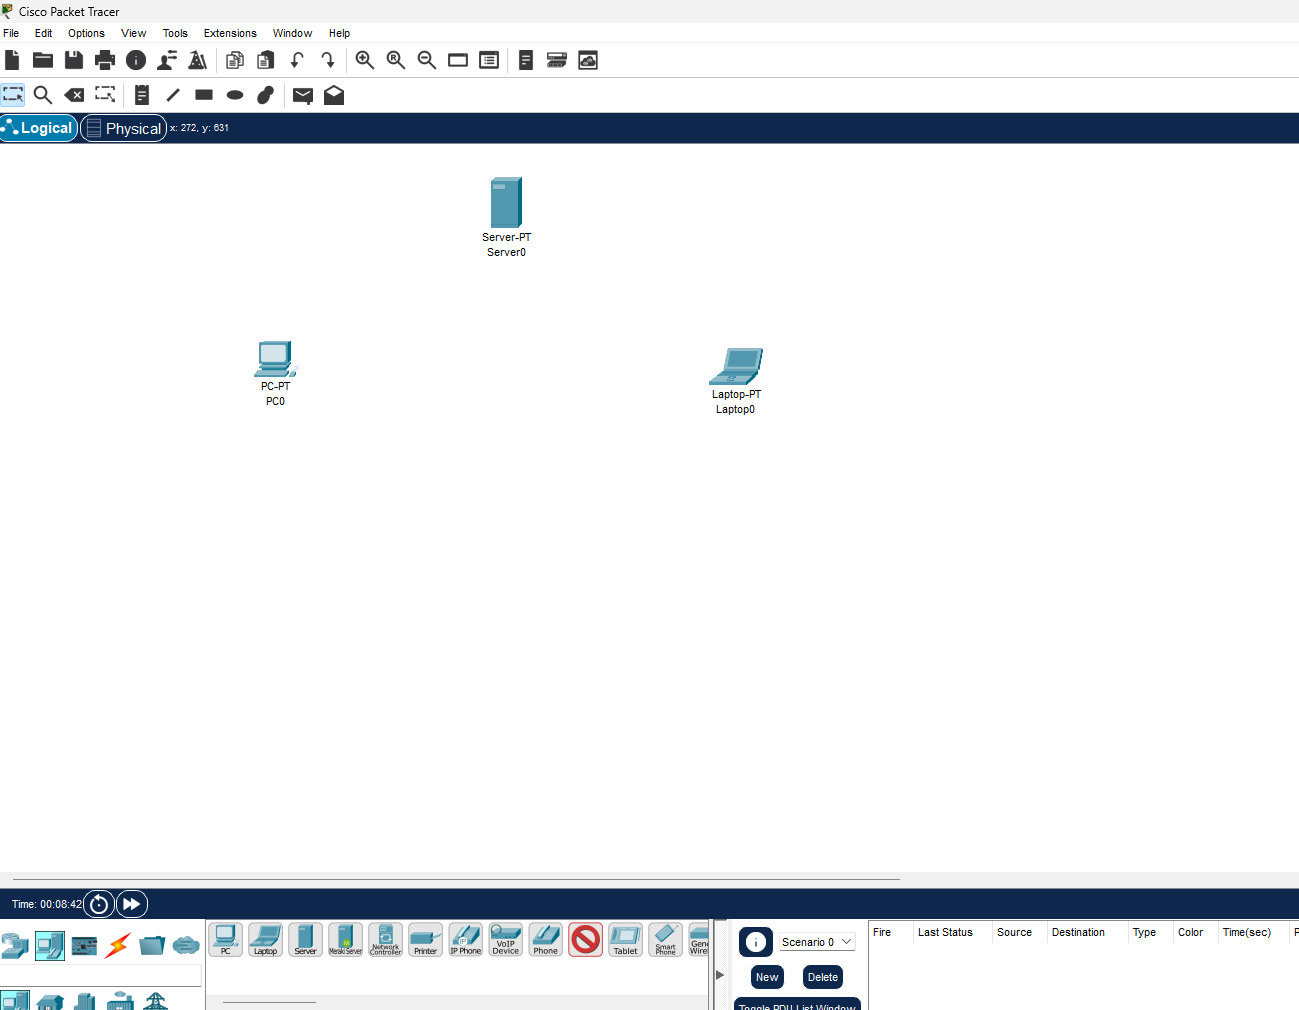 Cisco Packet Tracer
File Edit Options View Tools Extensions Window Help
Logical Physical x: 272, y: 631
Server-PT
Server0
PC-PT
PC0
Laptop-PT
Laptop0
Time: 00:08:42
PC Laptop Server Meraki Server Network Controller Printer IP Phone VoIP Device Phone Tablet Smart Phone
Scenario 0
New Delete
Toggle PDU List Window
Fire Last Status Source Destination Type Color Time(sec) P